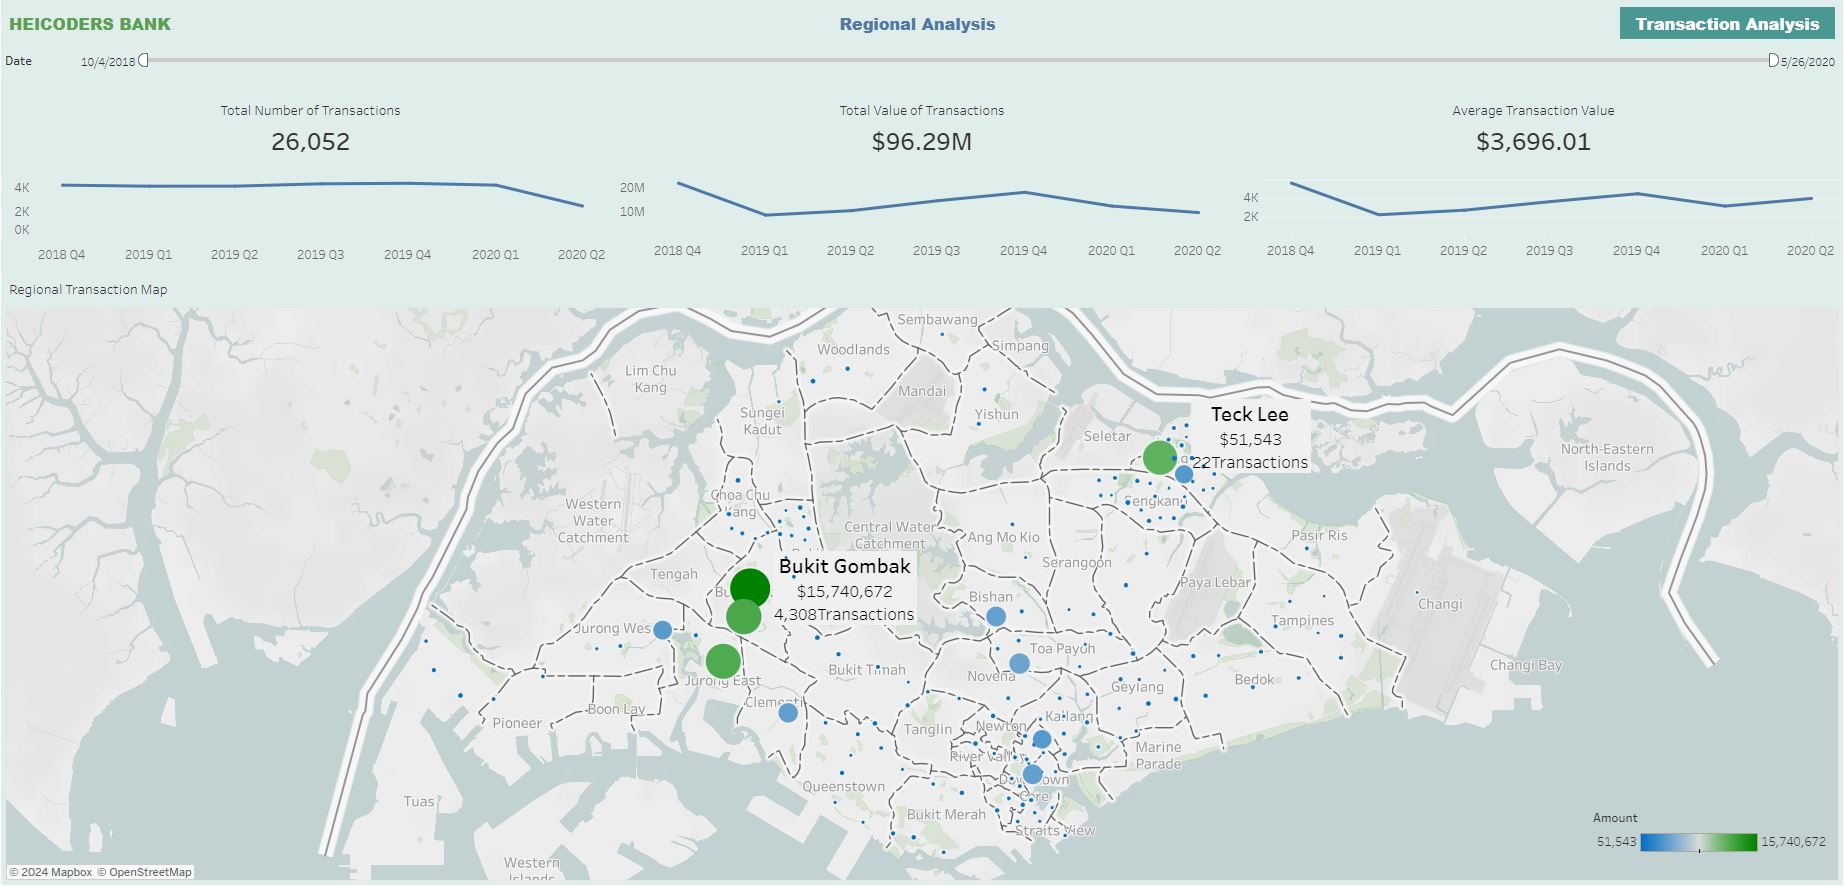 HEICODERS BANK
Regional Analysis
Transaction Analysis
Date
10/4/2018
5/26/2020
Total Number of Transactions
26,052
Total Value of Transactions
$96.29M
Average Transaction Value
$3,696.01
4K
2K
0K
2018 Q4 2019 Q1 2019 Q2 2019 Q3 2019 Q4 2020 Q1 2020 Q2
20M
10M
2018 Q4 2019 Q1 2019 Q2 2019 Q3 2019 Q4 2020 Q1 2020 Q2
4K
2K
2018 Q4 2019 Q1 2019 Q2 2019 Q3 2019 Q4 2020 Q1 2020 Q2
Regional Transaction Map
Sembawang
Woodlands
Simpang
Lim Chu
Kang
Mandai
Sungei
Kadut
Yishun
Seletar
Teck Lee
$51,543
22Transactions
North-Eastern
Islands
Choa Chu
Kang
Sengkang
Western
Water
Catchment
Central Water
Catchment
Ang Mo Kio
Pasir Ris
Serangoon
Tengah
Bukit Gombak
$15,740,672
4,308Transactions
Paya Lebar
Bishan
Changi
Jurong Wes
Tampines
Toa Payoh
Changi Bay
Bukit Timah
Novena
Jurong East
Geylang
Bedok
Clementi
Boon Lay
Pioneer
Tanglin
Newton
Kallang
River Vall
Marine
Parade
Queenstown
Do
own
Core
Tuas
Bukit Merah
Straits View
Western
Islands
Amount
51,543
15,740,672
© 2024 Mapbox © OpenStreetMap